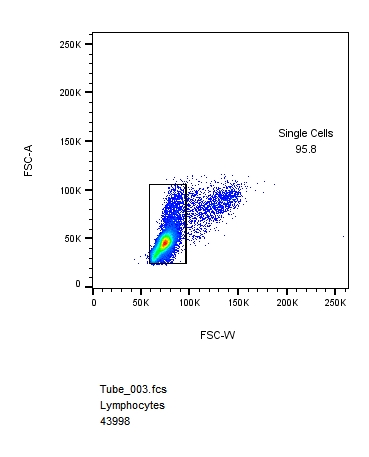 250K
200K
150K
100K
50K
0
FSC-A
Single Cells
95.8
0
50K
100K
150K
200K
250K
FSC-W
Tube_003.fcs
Lymphocytes
43998